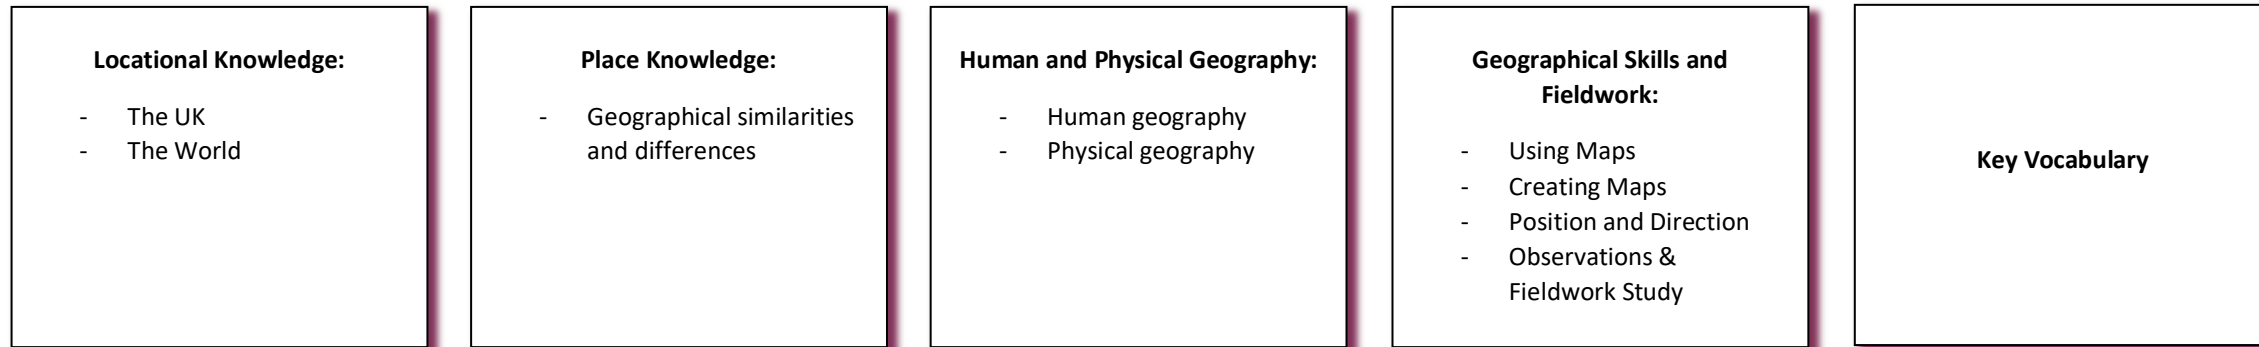 Locational Knowledge:
- The UK
- The World
Place Knowledge:
- Geographical similarities
and differences
Human and Physical Geography:
- Human geography
- Physical geography
Geographical Skills and
Fieldwork:
- Using Maps
- Creating Maps
- Position and Direction
- Observations &
Fieldwork Study
Key Vocabulary